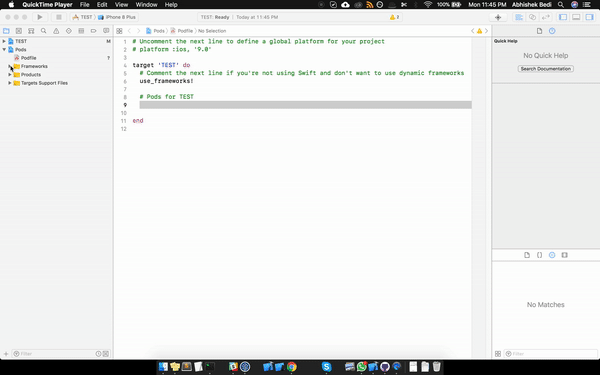 QuickTime Player File Edit View Window Help 100% Mon 11:45 PM Abhishek Bedi
TEST iPhone 8 Plus TEST: Ready Today at 11:45 PM 3
Pods Podfile No Selection
TEST M
Pods
Podfile ?
Frameworks
Products
Targets Support Files
1 # Uncomment the next line to define a global platform for your project
2 # platform :ios, '9.0'
3
4 target 'TEST' do
5 # Comment the next line if you're not using Swift and don't want to use dynamic frameworks
6 use_frameworks!
7
8 # Pods for TEST
9
10
11 end
12
Quick Help
No Quick Help
Search Documentation
No Matches
Filter
Filter